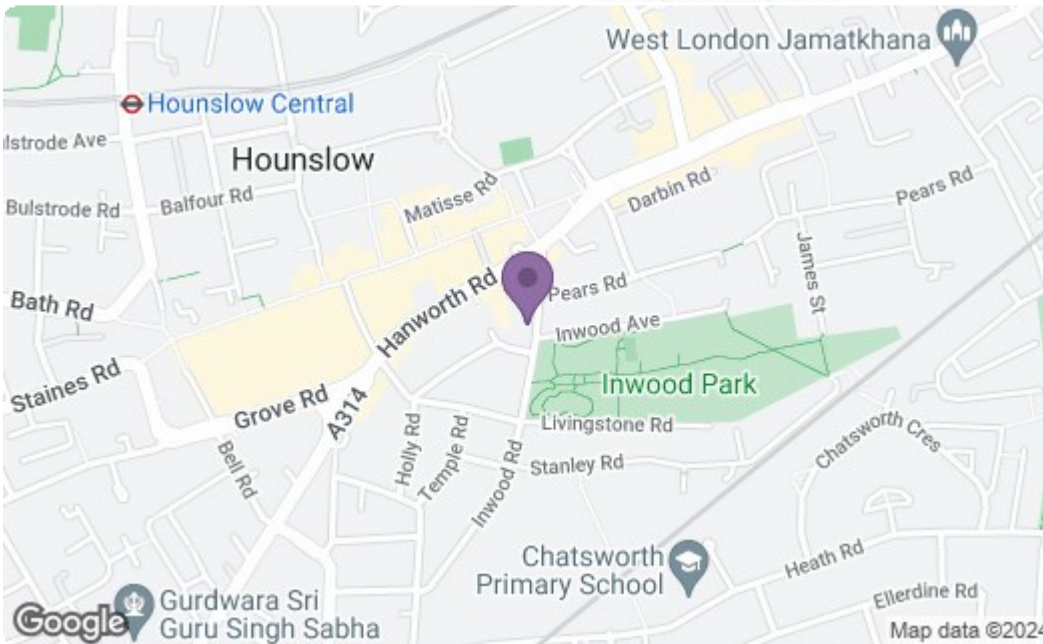 West London Jamatkhana
Hounslow Central
lstrode Ave
Hounslow
Pears Rd
Matisse Rd
Darbin Rd
Bulstrode Rd
Balfour Rd
James St
Hanworth Rd
Pears Rd
Bath Rd
Inwood Ave
Staines Rd
Inwood Park
Grove Rd
A314
Livingstone Rd
Chatsworth Cres
Holly Rd
Temple Rd
Bell Rd
Stanley Rd
Inwood Rd
Chatsworth
Primary School
Heath Rd
Ellerdine Rd
Gurdwara Sri
Guru Singh Sabha
Google
Map data ©2024